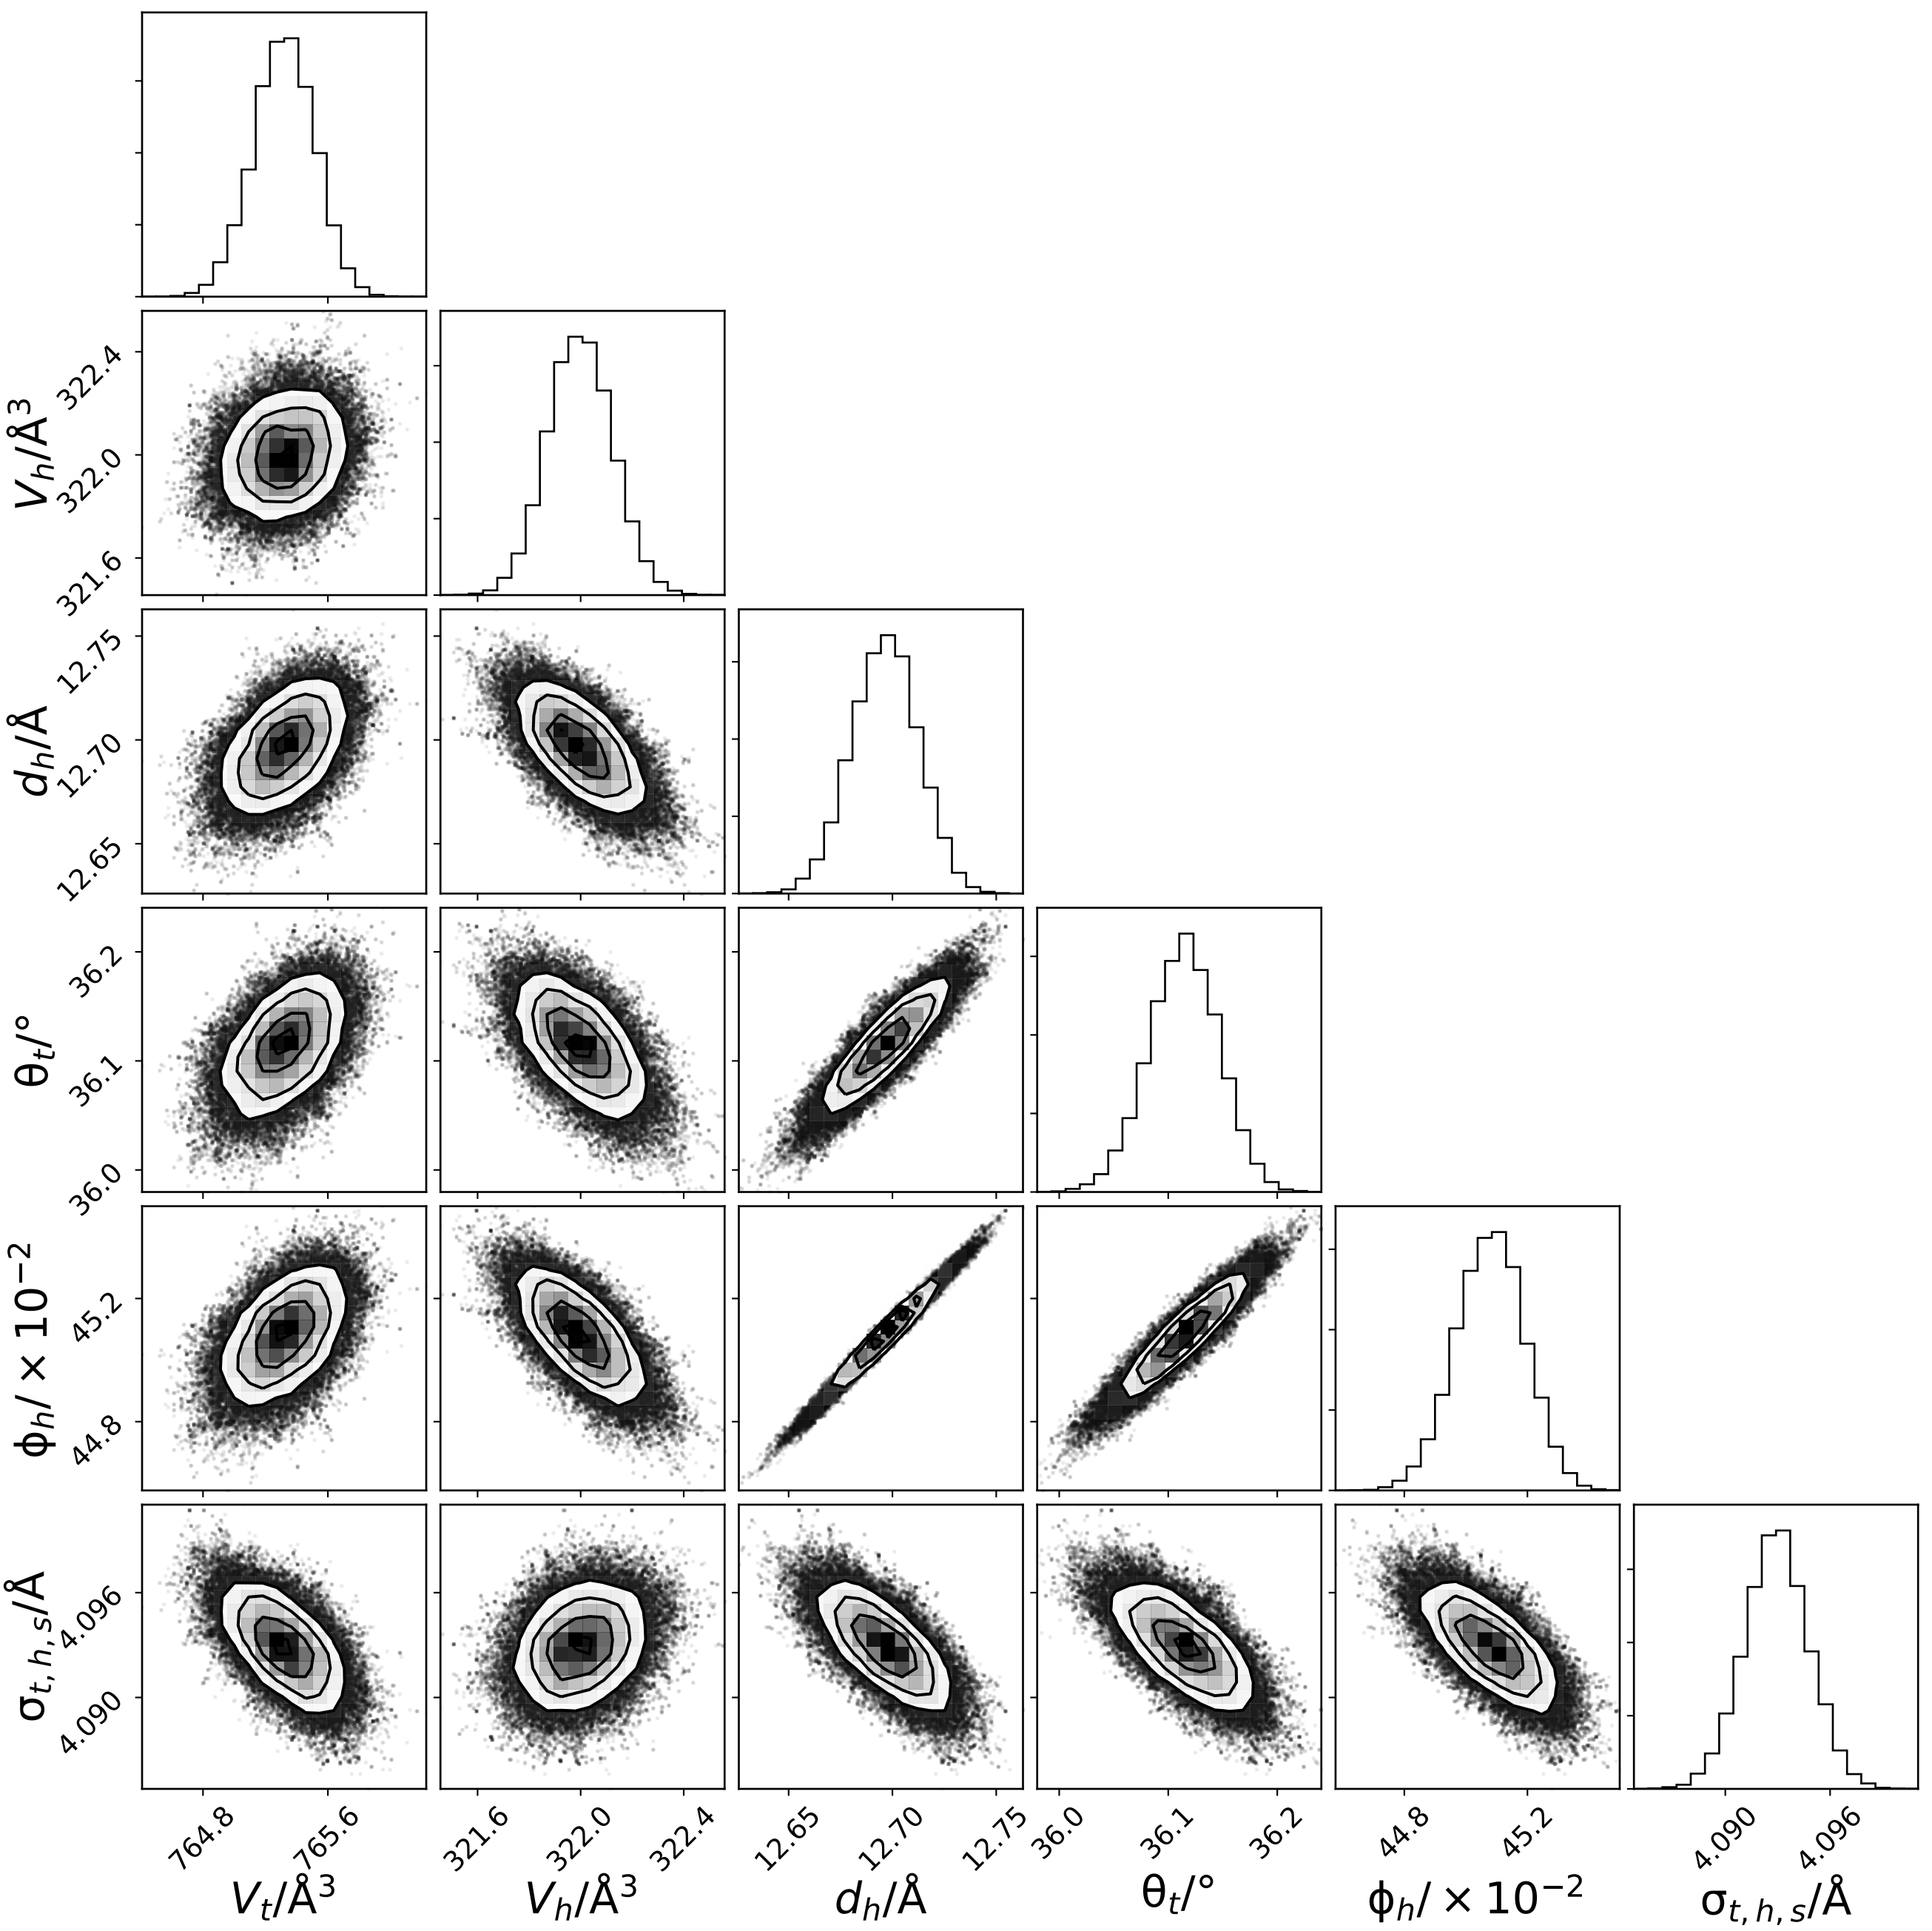 V_h/Å³
322.4
322.0
321.6
d_h/Å
12.75
12.70
12.65
θ_t/°
36.2
36.1
36.0
ϕ_h/ × 10⁻²
45.2
44.8
σ_t, h, s/Å
4.096
4.090
764.8 765.6 321.6 322.0 322.4 12.65 12.70 12.75 36.0 36.1 36.2 44.8 45.2 4.090 4.096
V_t/Å³ V_h/Å³ d_h/Å θ_t/° ϕ_h/ × 10⁻² σ_t, h, s/Å